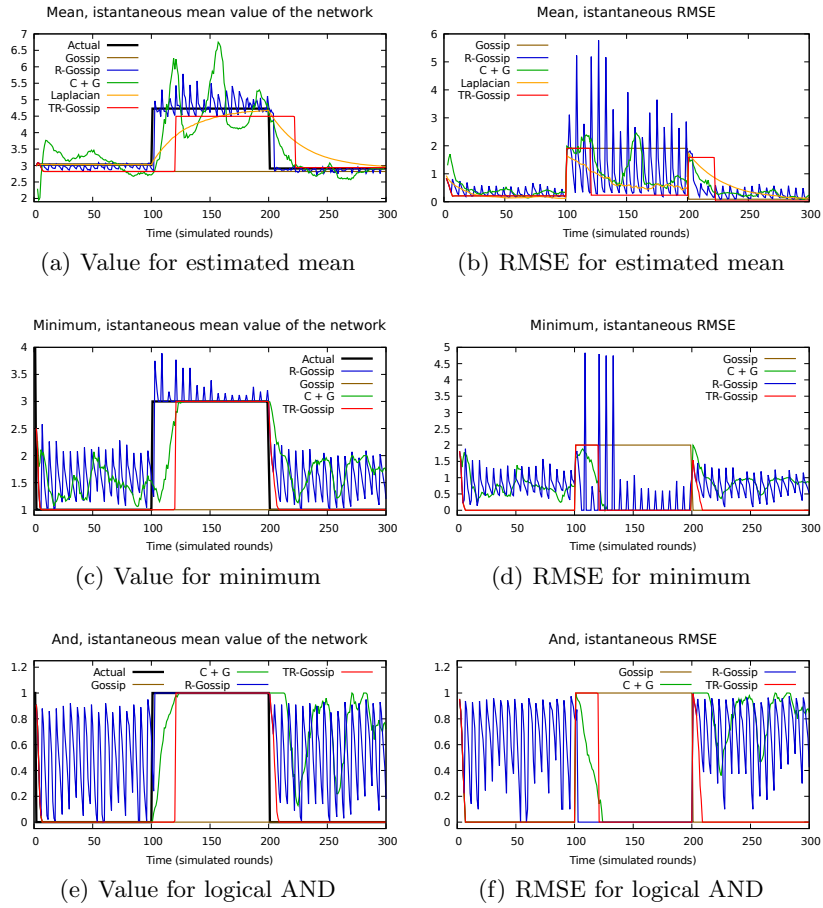 Mean, istantaneous mean value of the network
7
6.5
6
5.5
5
4.5
4
3.5
3
2.5
2
Actual
Gossip
R-Gossip
C + G
Laplacian
TR-Gossip
0 50 100 150 200 250 300
Time (simulated rounds)
(a) Value for estimated mean
Mean, istantaneous RMSE
6
5
4
3
2
1
0
Gossip
R-Gossip
C + G
Laplacian
TR-Gossip
0 50 100 150 200 250 300
Time (simulated rounds)
(b) RMSE for estimated mean
Minimum, istantaneous mean value of the network
4
3.5
3
2.5
2
1.5
1
Actual
R-Gossip
Gossip
C + G
TR-Gossip
0 50 100 150 200 250 300
Time (simulated rounds)
(c) Value for minimum
Minimum, istantaneous RMSE
5
4.5
4
3.5
3
2.5
2
1.5
1
0.5
0
Gossip
C + G
R-Gossip
TR-Gossip
0 50 100 150 200 250 300
Time (simulated rounds)
(d) RMSE for minimum
And, istantaneous mean value of the network
1.2
1
0.8
0.6
0.4
0.2
0
Actual C + G TR-Gossip
Gossip R-Gossip
0 50 100 150 200 250 300
Time (simulated rounds)
(e) Value for logical AND
And, istantaneous RMSE
1.2
1
0.8
0.6
0.4
0.2
0
Gossip R-Gossip
C + G TR-Gossip
0 50 100 150 200 250 300
Time (simulated rounds)
(f) RMSE for logical AND